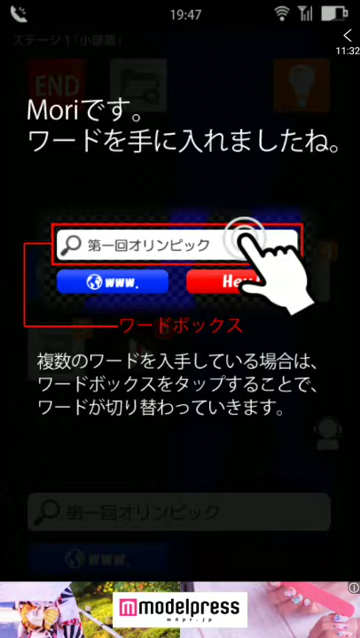 19:47
11:32
ステージ1「小部屋」
END
Moriです。
ワードを手に入れましたね。
第一回オリンピック
www.
Hey
ワードボックス
複数のワードを入手している場合は、
ワードボックスをタップすることで、
ワードが切り替わっていきます。
第一回オリンピック
www.
modelpress
mdpr.jp